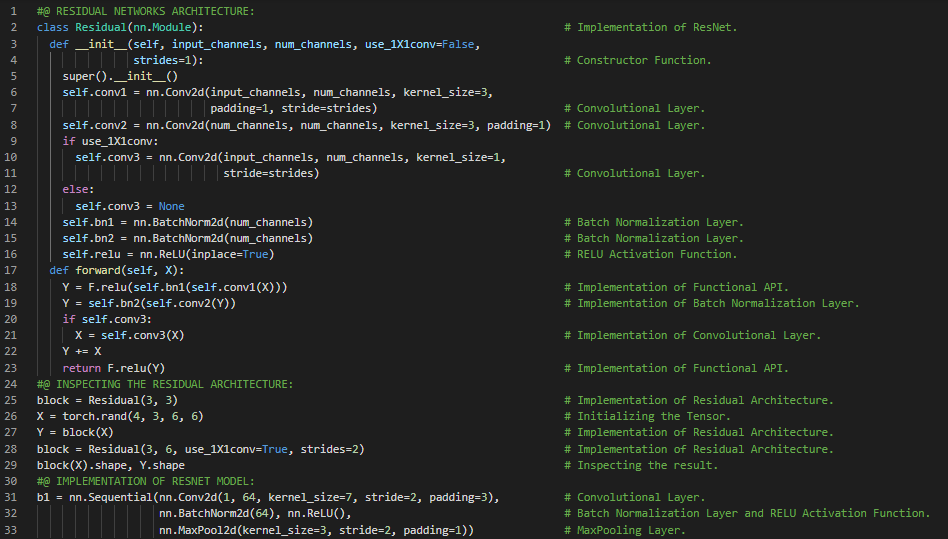 1 #@ RESIDUAL NETWORKS ARCHITECTURE:
2 class Residual(nn.Module): # Implementation of ResNet.
3 def __init__(self, input_channels, num_channels, use_1X1conv=False,
4 strides=1): # Constructor Function.
5 super().__init__()
6 self.conv1 = nn.Conv2d(input_channels, num_channels, kernel_size=3,
7 padding=1, stride=strides) # Convolutional Layer.
8 self.conv2 = nn.Conv2d(num_channels, num_channels, kernel_size=3, padding=1) # Convolutional Layer.
9 if use_1X1conv:
10 self.conv3 = nn.Conv2d(input_channels, num_channels, kernel_size=1,
11 stride=strides) # Convolutional Layer.
12 else:
13 self.conv3 = None
14 self.bn1 = nn.BatchNorm2d(num_channels) # Batch Normalization Layer.
15 self.bn2 = nn.BatchNorm2d(num_channels) # Batch Normalization Layer.
16 self.relu = nn.ReLU(inplace=True) # RELU Activation Function.
17 def forward(self, X):
18 Y = F.relu(self.bn1(self.conv1(X))) # Implementation of Functional API.
19 Y = self.bn2(self.conv2(Y)) # Implementation of Batch Normalization Layer.
20 if self.conv3:
21 X = self.conv3(X) # Implementation of Convolutional Layer.
22 Y += X
23 return F.relu(Y) # Implementation of Functional API.
24 #@ INSPECTING THE RESIDUAL ARCHITECTURE:
25 block = Residual(3, 3) # Implementation of Residual Architecture.
26 X = torch.rand(4, 3, 6, 6) # Initializing the Tensor.
27 Y = block(X) # Implementation of Residual Architecture.
28 block = Residual(3, 6, use_1X1conv=True, strides=2) # Implementation of Residual Architecture.
29 block(X).shape, Y.shape # Inspecting the result.
30 #@ IMPLEMENTATION OF RESNET MODEL:
31 b1 = nn.Sequential(nn.Conv2d(1, 64, kernel_size=7, stride=2, padding=3), # Convolutional Layer.
32 nn.BatchNorm2d(64), nn.ReLU(), # Batch Normalization Layer and RELU Activation Function.
33 nn.MaxPool2d(kernel_size=3, stride=2, padding=1)) # MaxPooling Layer.